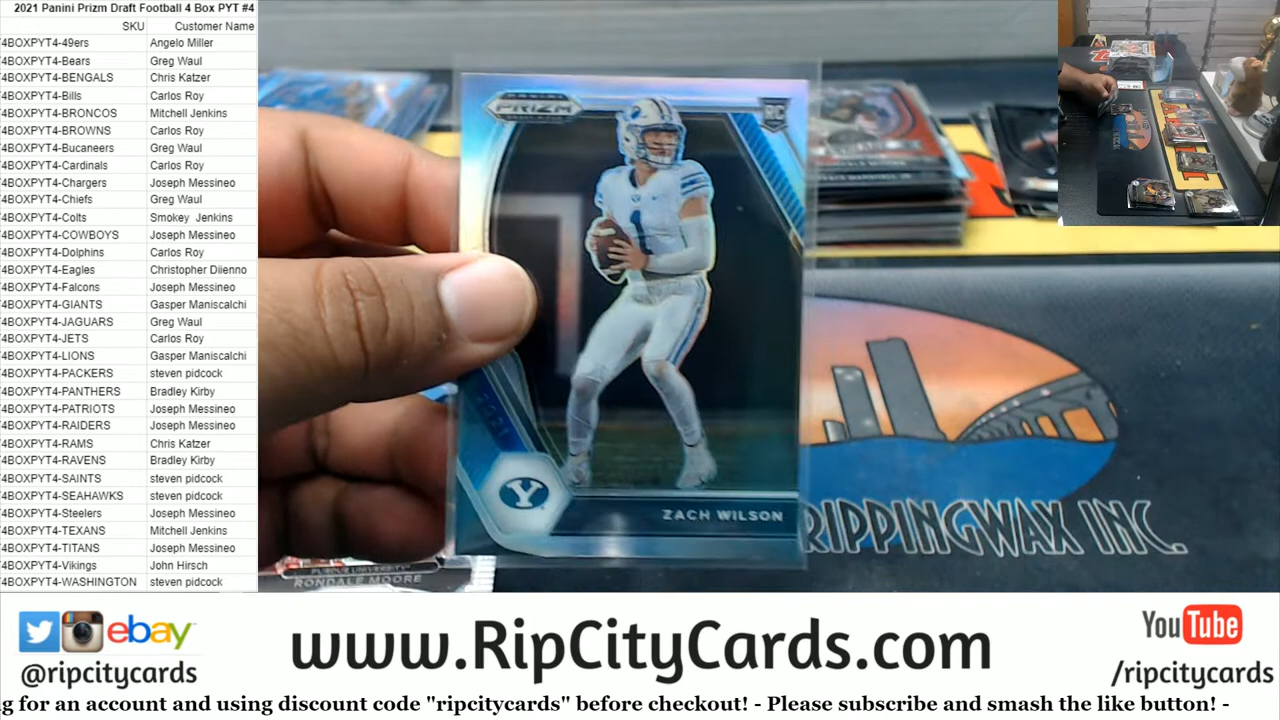 2021 Panini Prizm Draft Football 4 Box PYT #4
SKU Customer Name
4BOXPYT4-49ers Angelo Miller
4BOXPYT4-Bears Greg Waul
4BOXPYT4-BENGALS Chris Katzer
4BOXPYT4-Bills Carlos Roy
4BOXPYT4-BRONCOS Mitchell Jenkins
4BOXPYT4-BROWNS Carlos Roy
4BOXPYT4-Bucaneers Greg Waul
4BOXPYT4-Cardinals Carlos Roy
4BOXPYT4-Chargers Joseph Messineo
4BOXPYT4-Chiefs Greg Waul
4BOXPYT4-Colts Smokey Jenkins
4BOXPYT4-COWBOYS Joseph Messineo
4BOXPYT4-Dolphins Carlos Roy
4BOXPYT4-Eagles Christopher Diienno
4BOXPYT4-Falcons Joseph Messineo
4BOXPYT4-GIANTS Gasper Maniscalchi
4BOXPYT4-JAGUARS Greg Waul
4BOXPYT4-JETS Carlos Roy
4BOXPYT4-LIONS Gasper Maniscalchi
4BOXPYT4-PACKERS steven pidcock
4BOXPYT4-PANTHERS Bradley Kirby
4BOXPYT4-PATRIOTS Joseph Messineo
4BOXPYT4-RAIDERS Joseph Messineo
4BOXPYT4-RAMS Chris Katzer
4BOXPYT4-RAVENS Bradley Kirby
4BOXPYT4-SAINTS steven pidcock
4BOXPYT4-SEAHAWKS steven pidcock
4BOXPYT4-Steelers Joseph Messineo
4BOXPYT4-TEXANS Mitchell Jenkins
4BOXPYT4-TITANS Joseph Messineo
4BOXPYT4-Vikings John Hirsch
4BOXPYT4-WASHINGTON steven pidcock
PANINI
PRIZM
RC
1
2021
Y
ZACH WILSON
RIPPINGWAX INC.
PURDUE UNIVERSITY
RONDALE MOORE
ebay
@ripcitycards
www.RipCityCards.com
YouTube
/ripcitycards
g for an account and using discount code "ripcitycards" before checkout! - Please subscribe and smash the like button! -